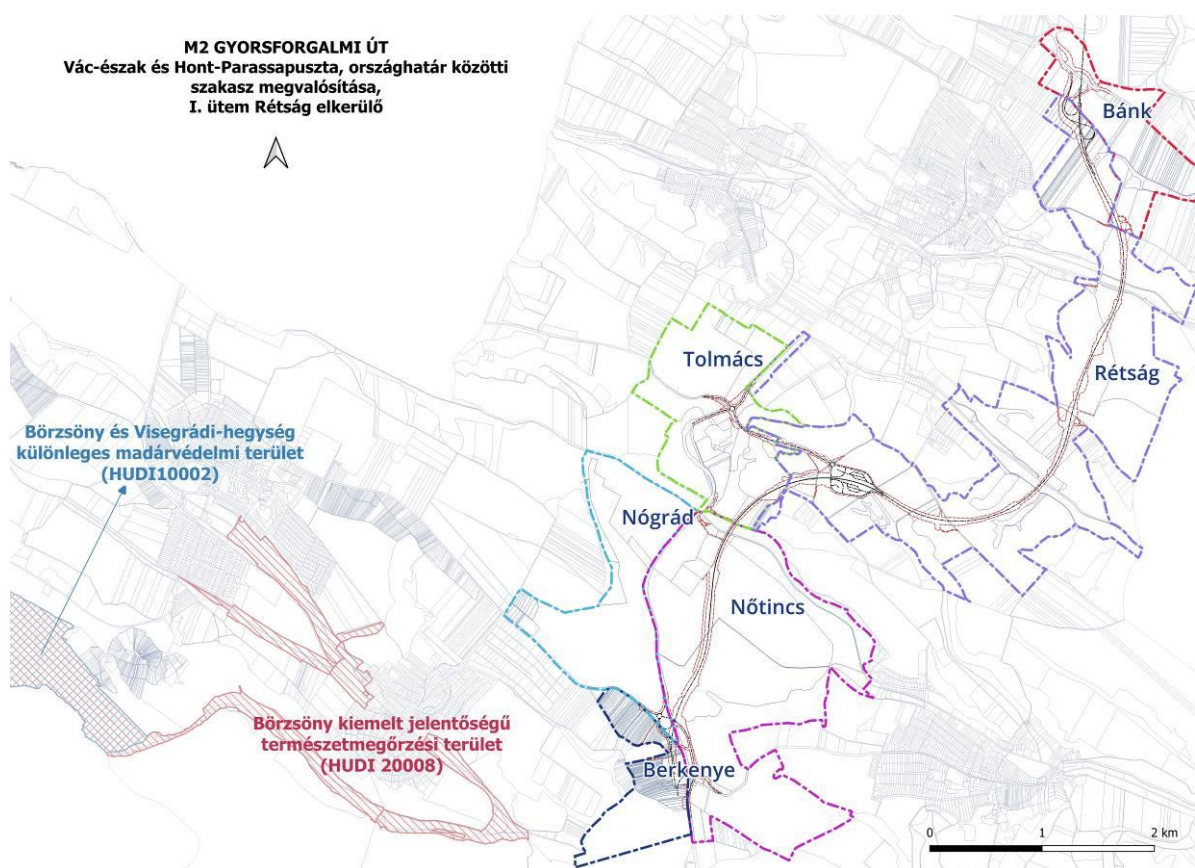 M2 GYORSFORGALMI ÚT
Vác-észak és Hont-Parassapuszta, országhatár közötti
szakasz megvalósítása,
I. ütem Rétság elkerülő
Bánk
Tolmács
Rétság
Börzsöny és Visegrádi-hegység
különleges madárvédelmi terület
(HUDI10002)
Nógrád
Nőtincs
Börzsöny kiemelt jelentőségű
természetmegőrzési terület
(HUDI 20008)
Berkenye
0 1 2 km